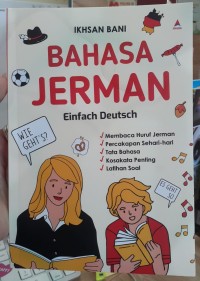 IKHSAN BANI
BAHASA
JERMAN
Einfach Deutsch
WIE
GEHT'S?
Membaca Huruf Jerman
Percakapan Sehari-hari
Tata Bahasa
Kosakata Penting
Latihan Soal
ES GEHT
SO